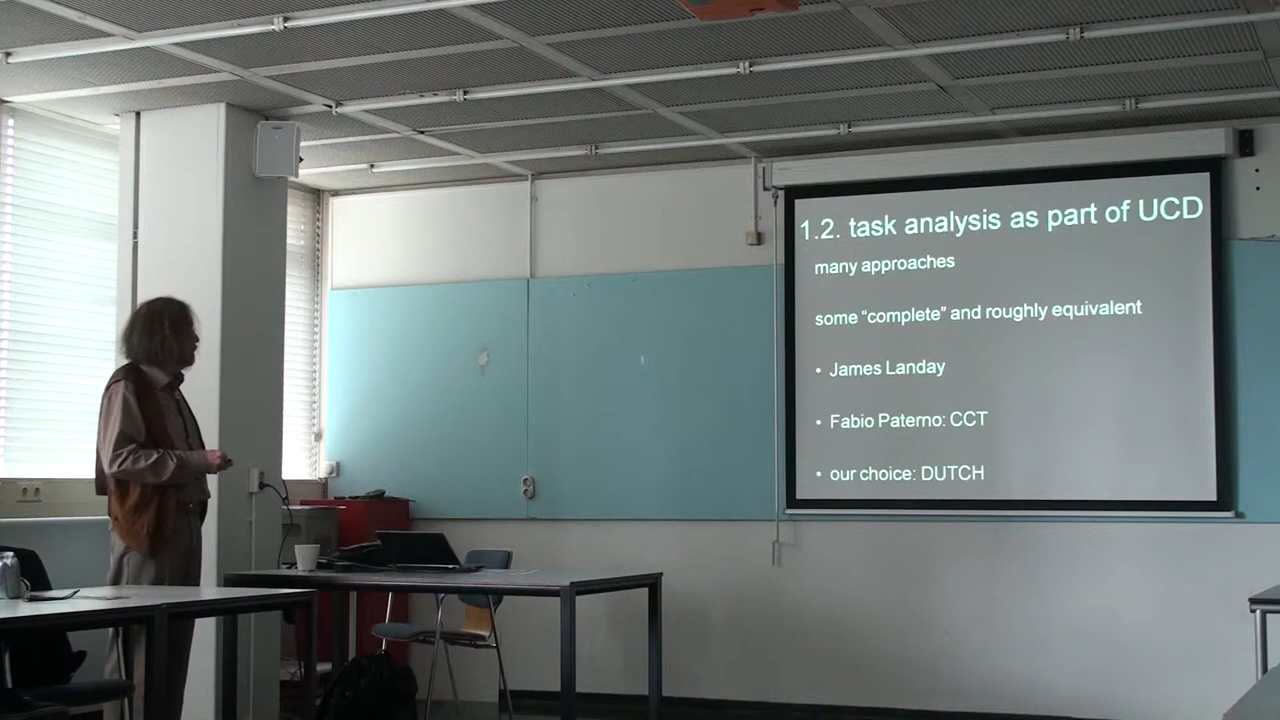 1.2. task analysis as part of UCD
many approaches
some “complete” and roughly equivalent
• James Landay
• Fabio Paterno: CCT
• our choice: DUTCH